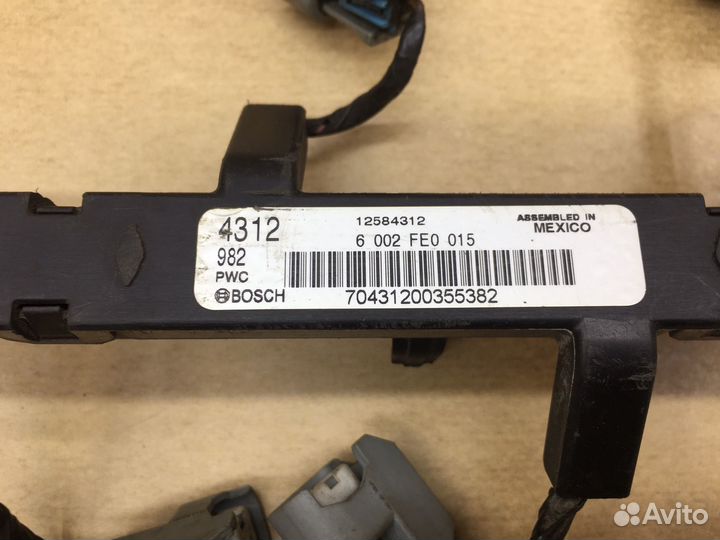 4312
982
PWC
BOSCH
12584312
6 002 FE0 015
70431200355382
ASSEMBLED IN
MEXICO
Avito